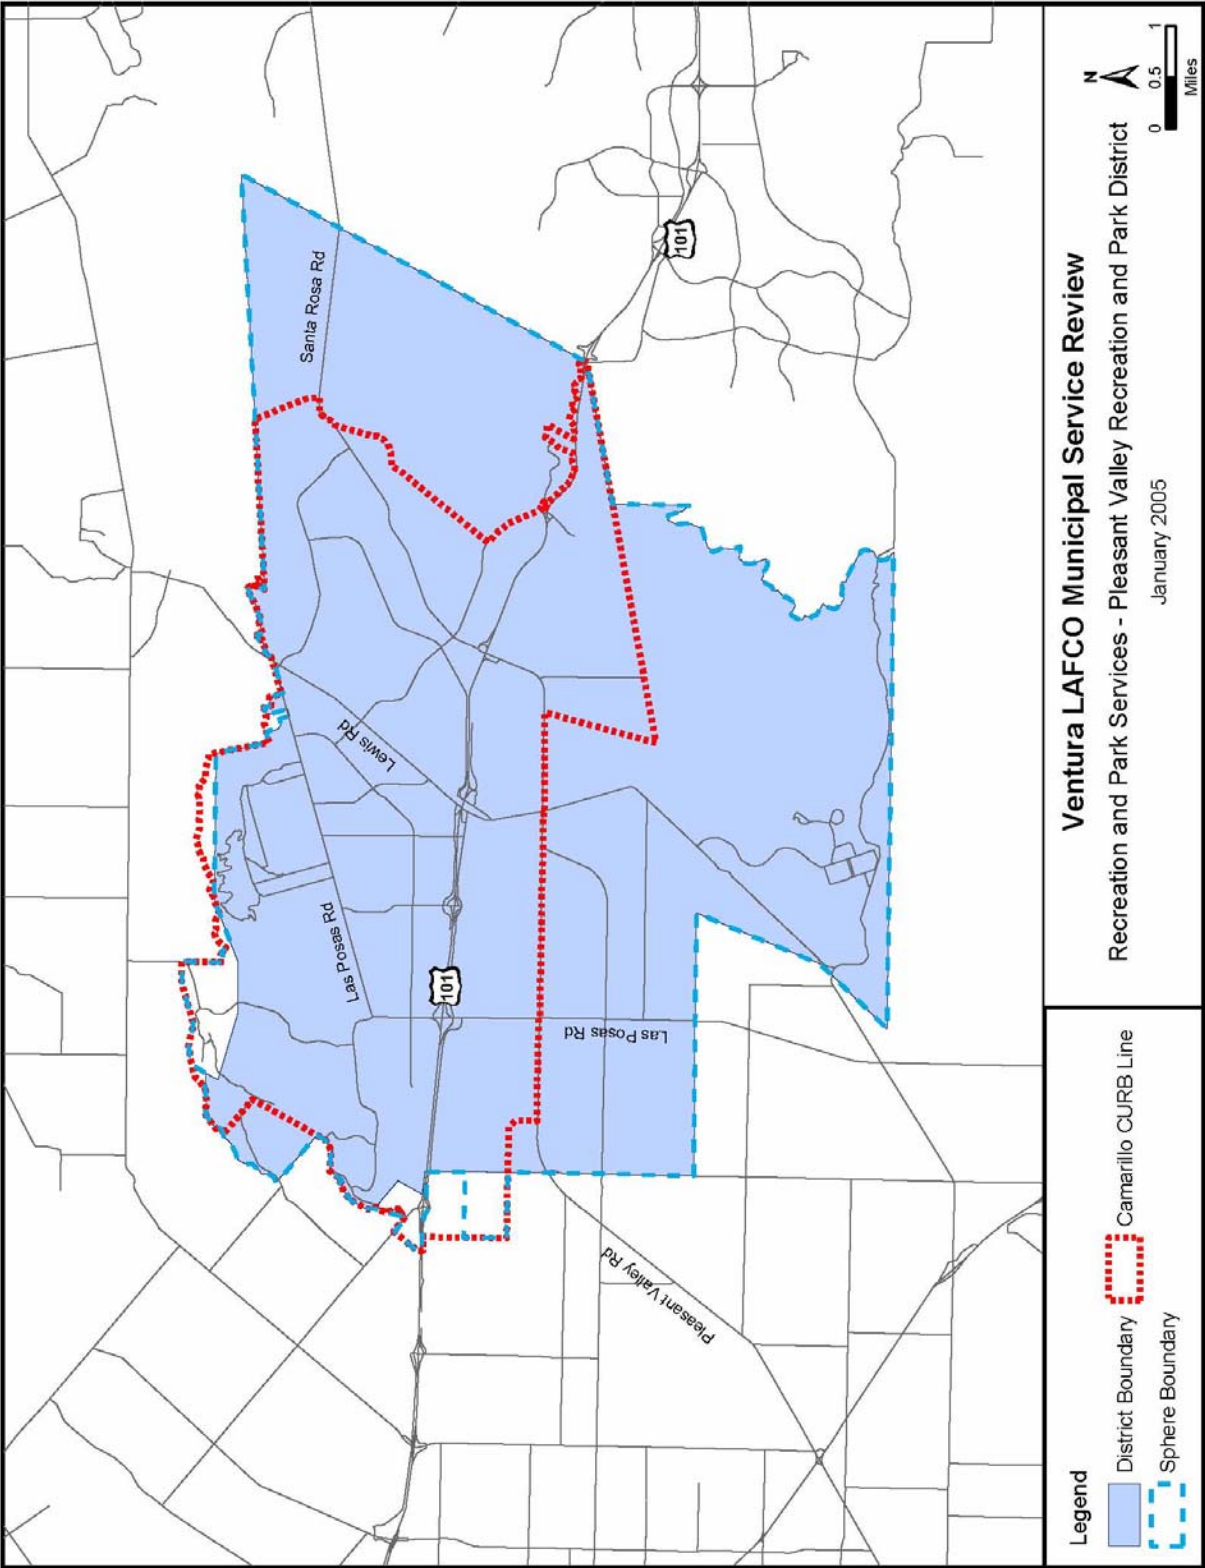 Santa Rosa Rd
101
Lewis Rd
Las Posas Rd
101
Las Posas Rd
Pleasant Valley Rd
Legend
District Boundary
Camarillo CURB Line
Sphere Boundary
Ventura LAFCO Municipal Service Review
Recreation and Park Services - Pleasant Valley Recreation and Park District
January 2005
N
0 0.5 1
Miles